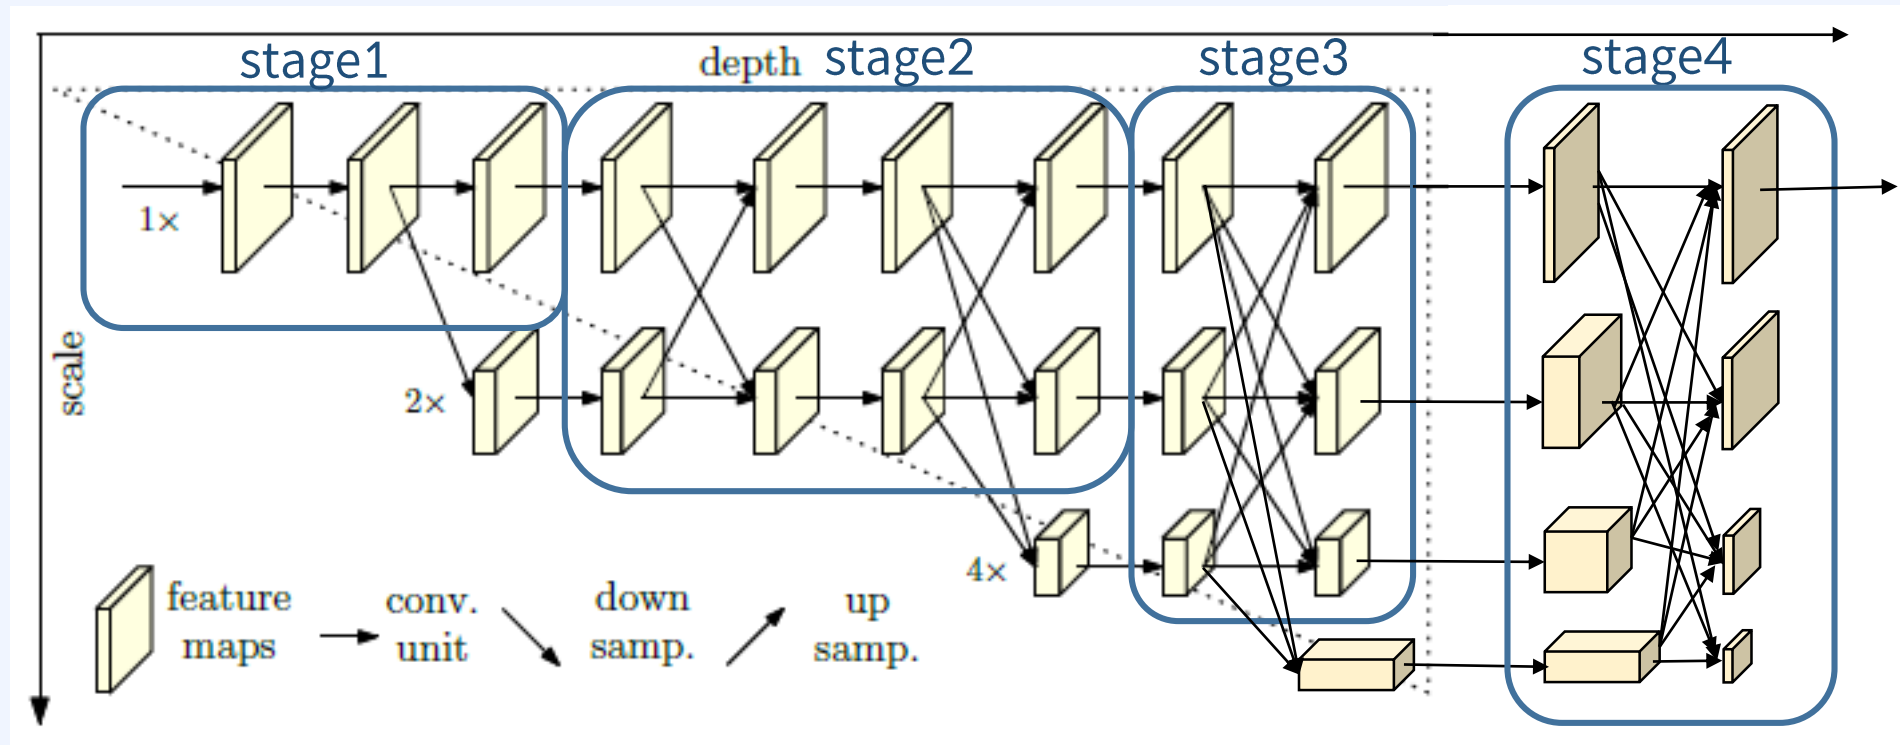 stage1
depth
stage2
stage3
stage4
1×
scale
2×
4×
feature
maps
conv.
unit
down
samp.
up
samp.